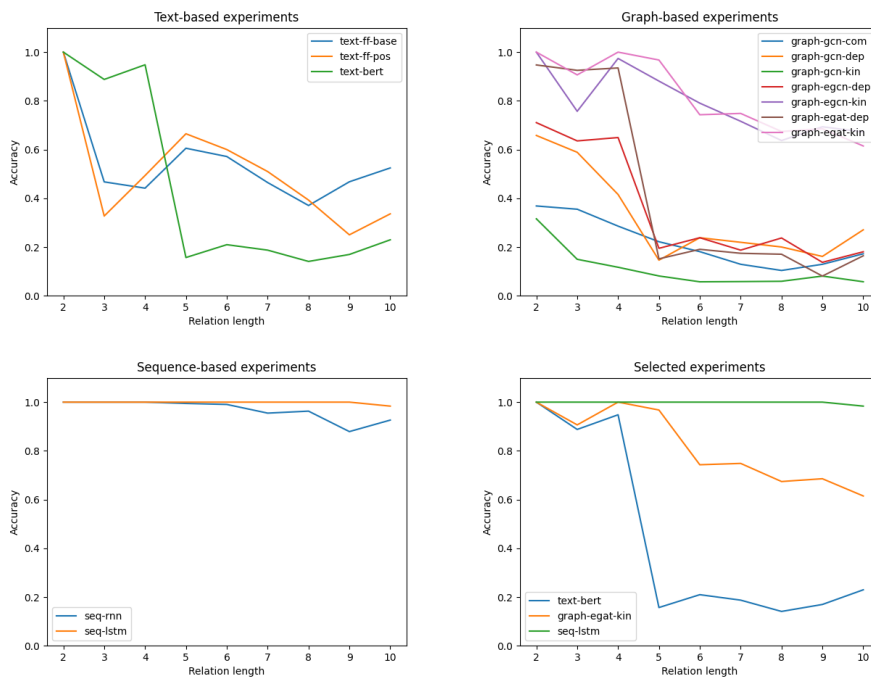 Text-based experiments
text-ff-base
text-ff-pos
text-bert
Accuracy
1.0
0.8
0.6
0.4
0.2
0.0
2 3 4 5 6 7 8 9 10
Relation length
Graph-based experiments
graph-gcn-com
graph-gcn-dep
graph-gcn-kin
graph-egcn-dep
graph-egcn-kin
graph-egat-dep
graph-egat-kin
Accuracy
1.0
0.8
0.6
0.4
0.2
0.0
2 3 4 5 6 7 8 9 10
Relation length
Sequence-based experiments
Accuracy
1.0
0.8
0.6
0.4
0.2
0.0
seq-rnn
seq-lstm
2 3 4 5 6 7 8 9 10
Relation length
Selected experiments
Accuracy
1.0
0.8
0.6
0.4
0.2
0.0
text-bert
graph-egat-kin
seq-lstm
2 3 4 5 6 7 8 9 10
Relation length